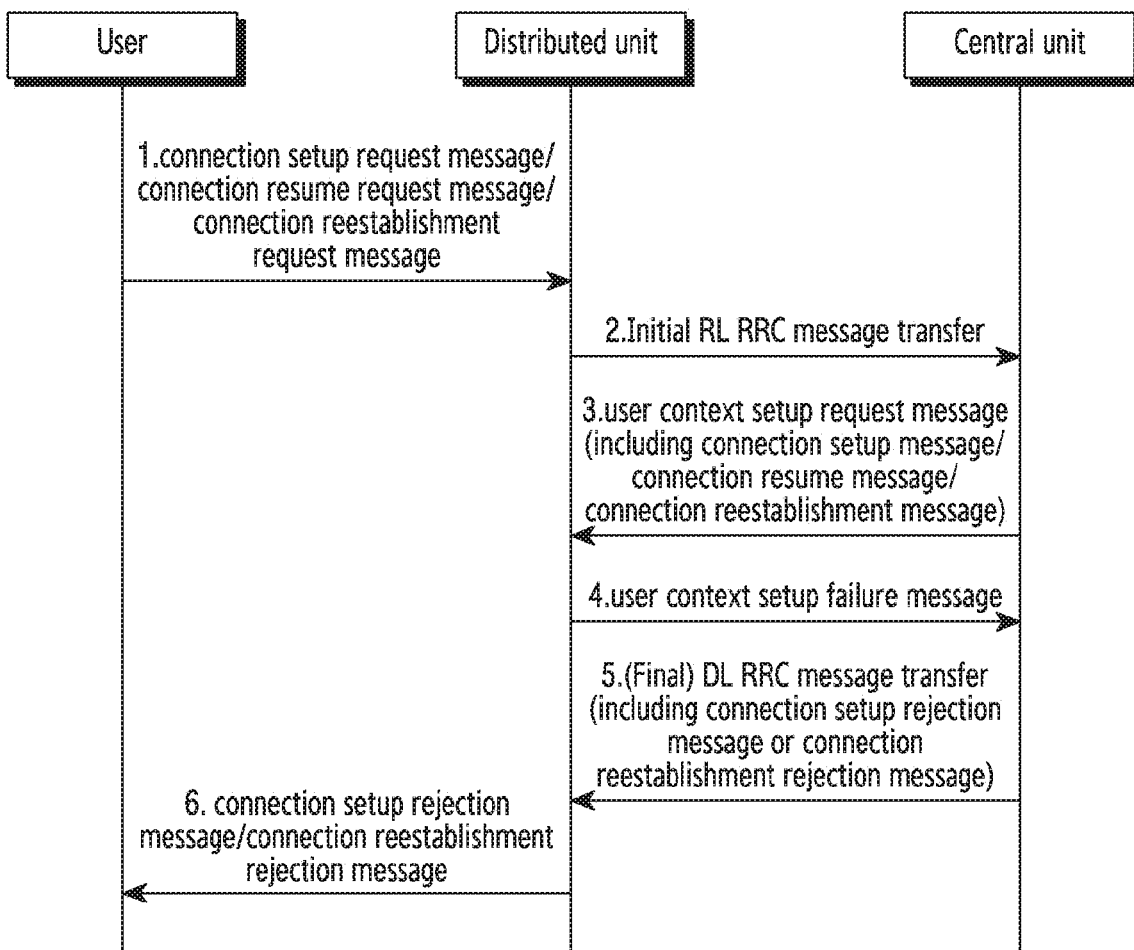 User
Distributed unit
Central unit
1.connection setup request message/
connection resume request message/
connection reestablishment
request message
2.Initial RL RRC message transfer
3.user context setup request message
(including connection setup message/
connection resume message/
connection reestablishment message)
4.user context setup failure message
5.(Final) DL RRC message transfer
(including connection setup rejection
message or connection
reestablishment rejection message)
6. connection setup rejection
message/connection reestablishment
rejection message